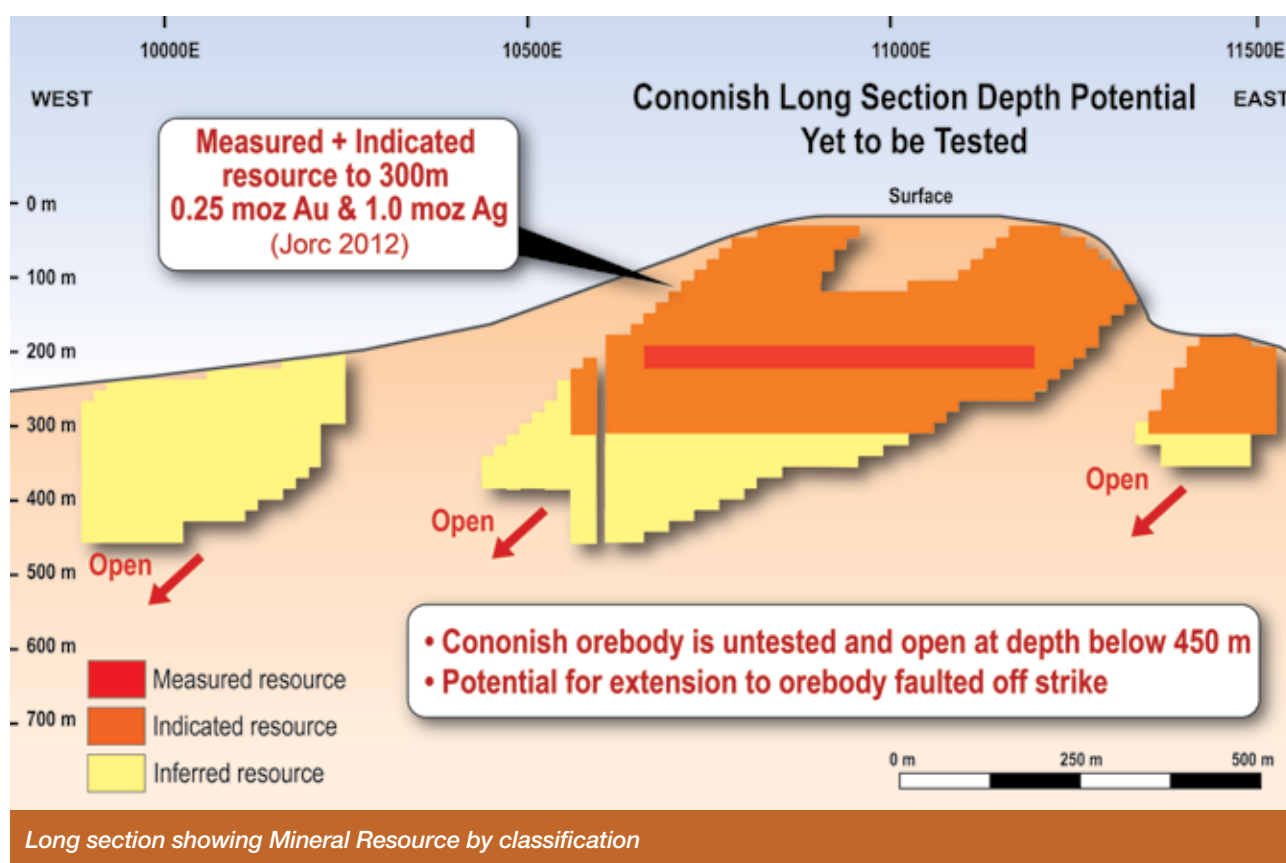 10000E
10500E
11000E
11500E
WEST
Cononish Long Section Depth Potential
EAST
Yet to be Tested
Measured + Indicated
resource to 300m
0.25 moz Au & 1.0 moz Ag
(Jorc 2012)
Surface
0 m
100 m
200 m
300 m
400 m
500 m
600 m
700 m
Open
Open
Open
• Cononish orebody is untested and open at depth below 450 m
• Potential for extension to orebody faulted off strike
Measured resource
Indicated resource
Inferred resource
0 m
250 m
500 m
Long section showing Mineral Resource by classification